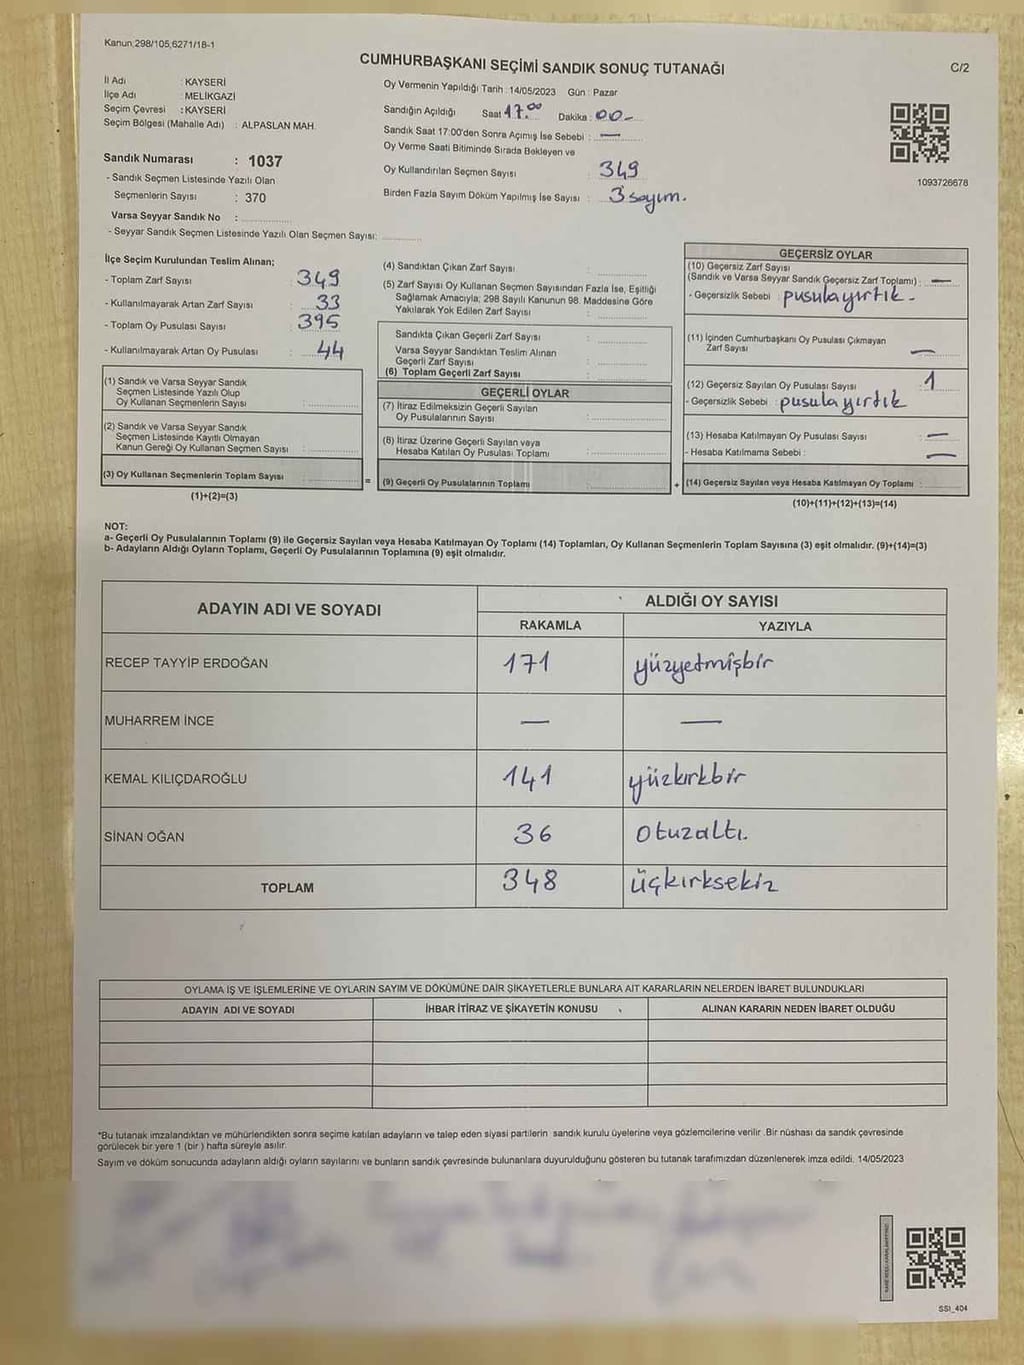 Kanun,298/105,6271/18-1
CUMHURBAŞKANI SEÇİMİ SANDIK SONUÇ TUTANAĞI
C/2
İl Adı : KAYSERİ
İlçe Adı : MELİKGAZİ
Seçim Çevresi : KAYSERİ
Seçim Bölgesi (Mahalle Adı) : ALPASLAN MAH.
Sandık Numarası : 1037
- Sandık Seçmen Listesinde Yazılı Olan
Seçmenlerin Sayısı : 370
Varsa Seyyar Sandık No :
- Seyyar Sandık Seçmen Listesinde Yazılı Olan Seçmen Sayısı:
Oy Vermenin Yapıldığı Tarih : 14/05/2023 Gün : Pazar
Sandığın Açıldığı Saat 17.00 Dakika : 00-
Sandık Saat 17:00'den Sonra Açımış İse Sebebi : —
Oy Verme Saati Bitiminde Sırada Bekleyen ve
Oy Kullandırılan Seçmen Sayısı : 349
Birden Fazla Sayım Döküm Yapılmış İse Sayısı : 3 sayım.
1093726678
İlçe Seçim Kurulundan Teslim Alınan;
- Toplam Zarf Sayısı : 349
- Kullanılmayarak Artan Zarf Sayısı : 33
- Toplam Oy Pusulası Sayısı : 395
- Kullanılmayarak Artan Oy Pusulası : 44
(1) Sandık ve Varsa Seyyar Sandık
Seçmen Listesinde Yazılı Olup
Oy Kullanan Seçmenlerin Sayısı :
(2) Sandık ve Varsa Seyyar Sandık
Seçmen Listesinde Kayıtlı Olmayan
Kanun Gereği Oy Kullanan Seçmen Sayısı :
(3) Oy Kullanan Seçmenlerin Toplam Sayısı :
(1)+(2)=(3)
(4) Sandıktan Çıkan Zarf Sayısı :
(5) Zarf Sayısı Oy Kullanan Seçmen Sayısından Fazla İse, Eşitliği
Sağlamak Amacıyla; 298 Sayılı Kanunun 98. Maddesine Göre
Yakılarak Yok Edilen Zarf Sayısı :
Sandıkta Çıkan Geçerli Zarf Sayısı :
Varsa Seyyar Sandıktan Teslim Alınan
Geçerli Zarf Sayısı :
(6) Toplam Geçerli Zarf Sayısı :
GEÇERLİ OYLAR
(7) İtiraz Edilmeksizin Geçerli Sayılan
Oy Pusulalarının Sayısı :
(8) İtiraz Üzerine Geçerli Sayılan veya
Hesaba Katılan Oy Pusulası Toplamı :
= (9) Geçerli Oy Pusulalarının Toplamı :
GEÇERSİZ OYLAR
(10) Geçersiz Zarf Sayısı
(Sandık ve Varsa Seyyar Sandık Geçersiz Zarf Toplamı) : —
- Geçersizlik Sebebi : pusula yırtık -
(11) İçinden Cumhurbaşkanı Oy Pusulası Çıkmayan
Zarf Sayısı : —
(12) Geçersiz Sayılan Oy Pusulası Sayısı : 1
- Geçersizlik Sebebi : pusula yırtık
(13) Hesaba Katılmayan Oy Pusulası Sayısı : —
- Hesaba Katılmama Sebebi : —
+ (14) Geçersiz Sayılan veya Hesaba Katılmayan Oy Toplamı :
(10)+(11)+(12)+(13)=(14)
NOT:
a- Geçerli Oy Pusulalarının Toplamı (9) ile Geçersiz Sayılan veya Hesaba Katılmayan Oy Toplamı (14) Toplamları, Oy Kullanan Seçmenlerin Toplam Sayısına (3) eşit olmalıdır. (9)+(14)=(3)
b- Adayların Aldığı Oyların Toplamı, Geçerli Oy Pusulalarının Toplamına (9) eşit olmalıdır.
ADAYIN ADI VE SOYADI ALDIĞI OY SAYISI
RAKAMLA YAZIYLA
RECEP TAYYİP ERDOĞAN 171 yüzyetmişbir
MUHARREM İNCE — —
KEMAL KILIÇDAROĞLU 141 yüzkırkbir
SİNAN OĞAN 36 otuzaltı.
TOPLAM 348 üçkırksekiz
OYLAMA İŞ VE İŞLEMLERİNE VE OYLARIN SAYIM VE DÖKÜMÜNE DAİR ŞİKAYETLERLE BUNLARA AİT KARARLARIN NELERDEN İBARET BULUNDUKLARI
ADAYIN ADI VE SOYADI İHBAR İTİRAZ VE ŞİKAYETİN KONUSU ALINAN KARARIN NEDEN İBARET OLDUĞU
*Bu tutanak imzalandıktan ve mühürlendikten sonra seçime katılan adayların ve talep eden siyasi partilerin sandık kurulu üyelerine veya gözlemcilerine verilir .Bir nüshası da sandık çevresinde
görülecek bir yere 1 (bir ) hafta süreyle asılır.
Sayım ve döküm sonucunda adayların aldığı oyların sayılarını ve bunların sandık çevresinde bulunanlara duyurulduğunu gösteren bu tutanak tarafımızdan düzenlenerek imza edildi. 14/05/2023
SSI_404